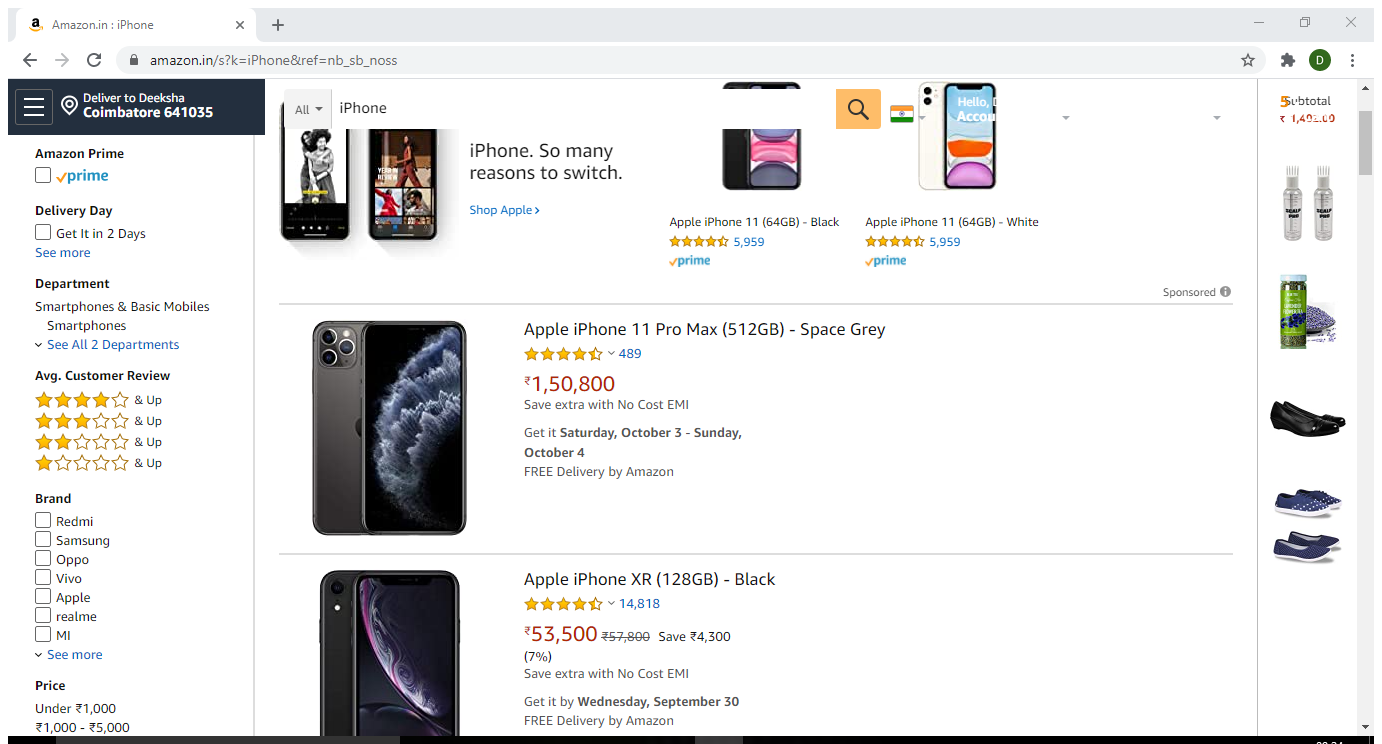 Amazon.in : iPhone
amazon.in/s?k=iPhone&ref=nb_sb_noss
D
Deliver to Deeksha
Coimbatore 641035
All
iPhone
Hello, D
Accou
5
Subtotal
Amazon Prime
prime
Delivery Day
Get It in 2 Days
See more
Department
Smartphones & Basic Mobiles
Smartphones
See All 2 Departments
Avg. Customer Review
& Up
& Up
& Up
& Up
Brand
Redmi
Samsung
Oppo
Vivo
Apple
realme
MI
See more
Price
Under ₹1,000
₹1,000 - ₹5,000
iPhone. So many
reasons to switch.
Shop Apple
Apple iPhone 11 (64GB) - Black
5,959
prime
Apple iPhone 11 (64GB) - White
5,959
prime
Sponsored
Apple iPhone 11 Pro Max (512GB) - Space Grey
489
₹1,50,800
Save extra with No Cost EMI
Get it Saturday, October 3 - Sunday,
October 4
FREE Delivery by Amazon
Apple iPhone XR (128GB) - Black
14,818
₹53,500 ₹57,800 Save ₹4,300
(7%)
Save extra with No Cost EMI
Get it by Wednesday, September 30
FREE Delivery by Amazon
SCALP
PRO
SCALP
PRO